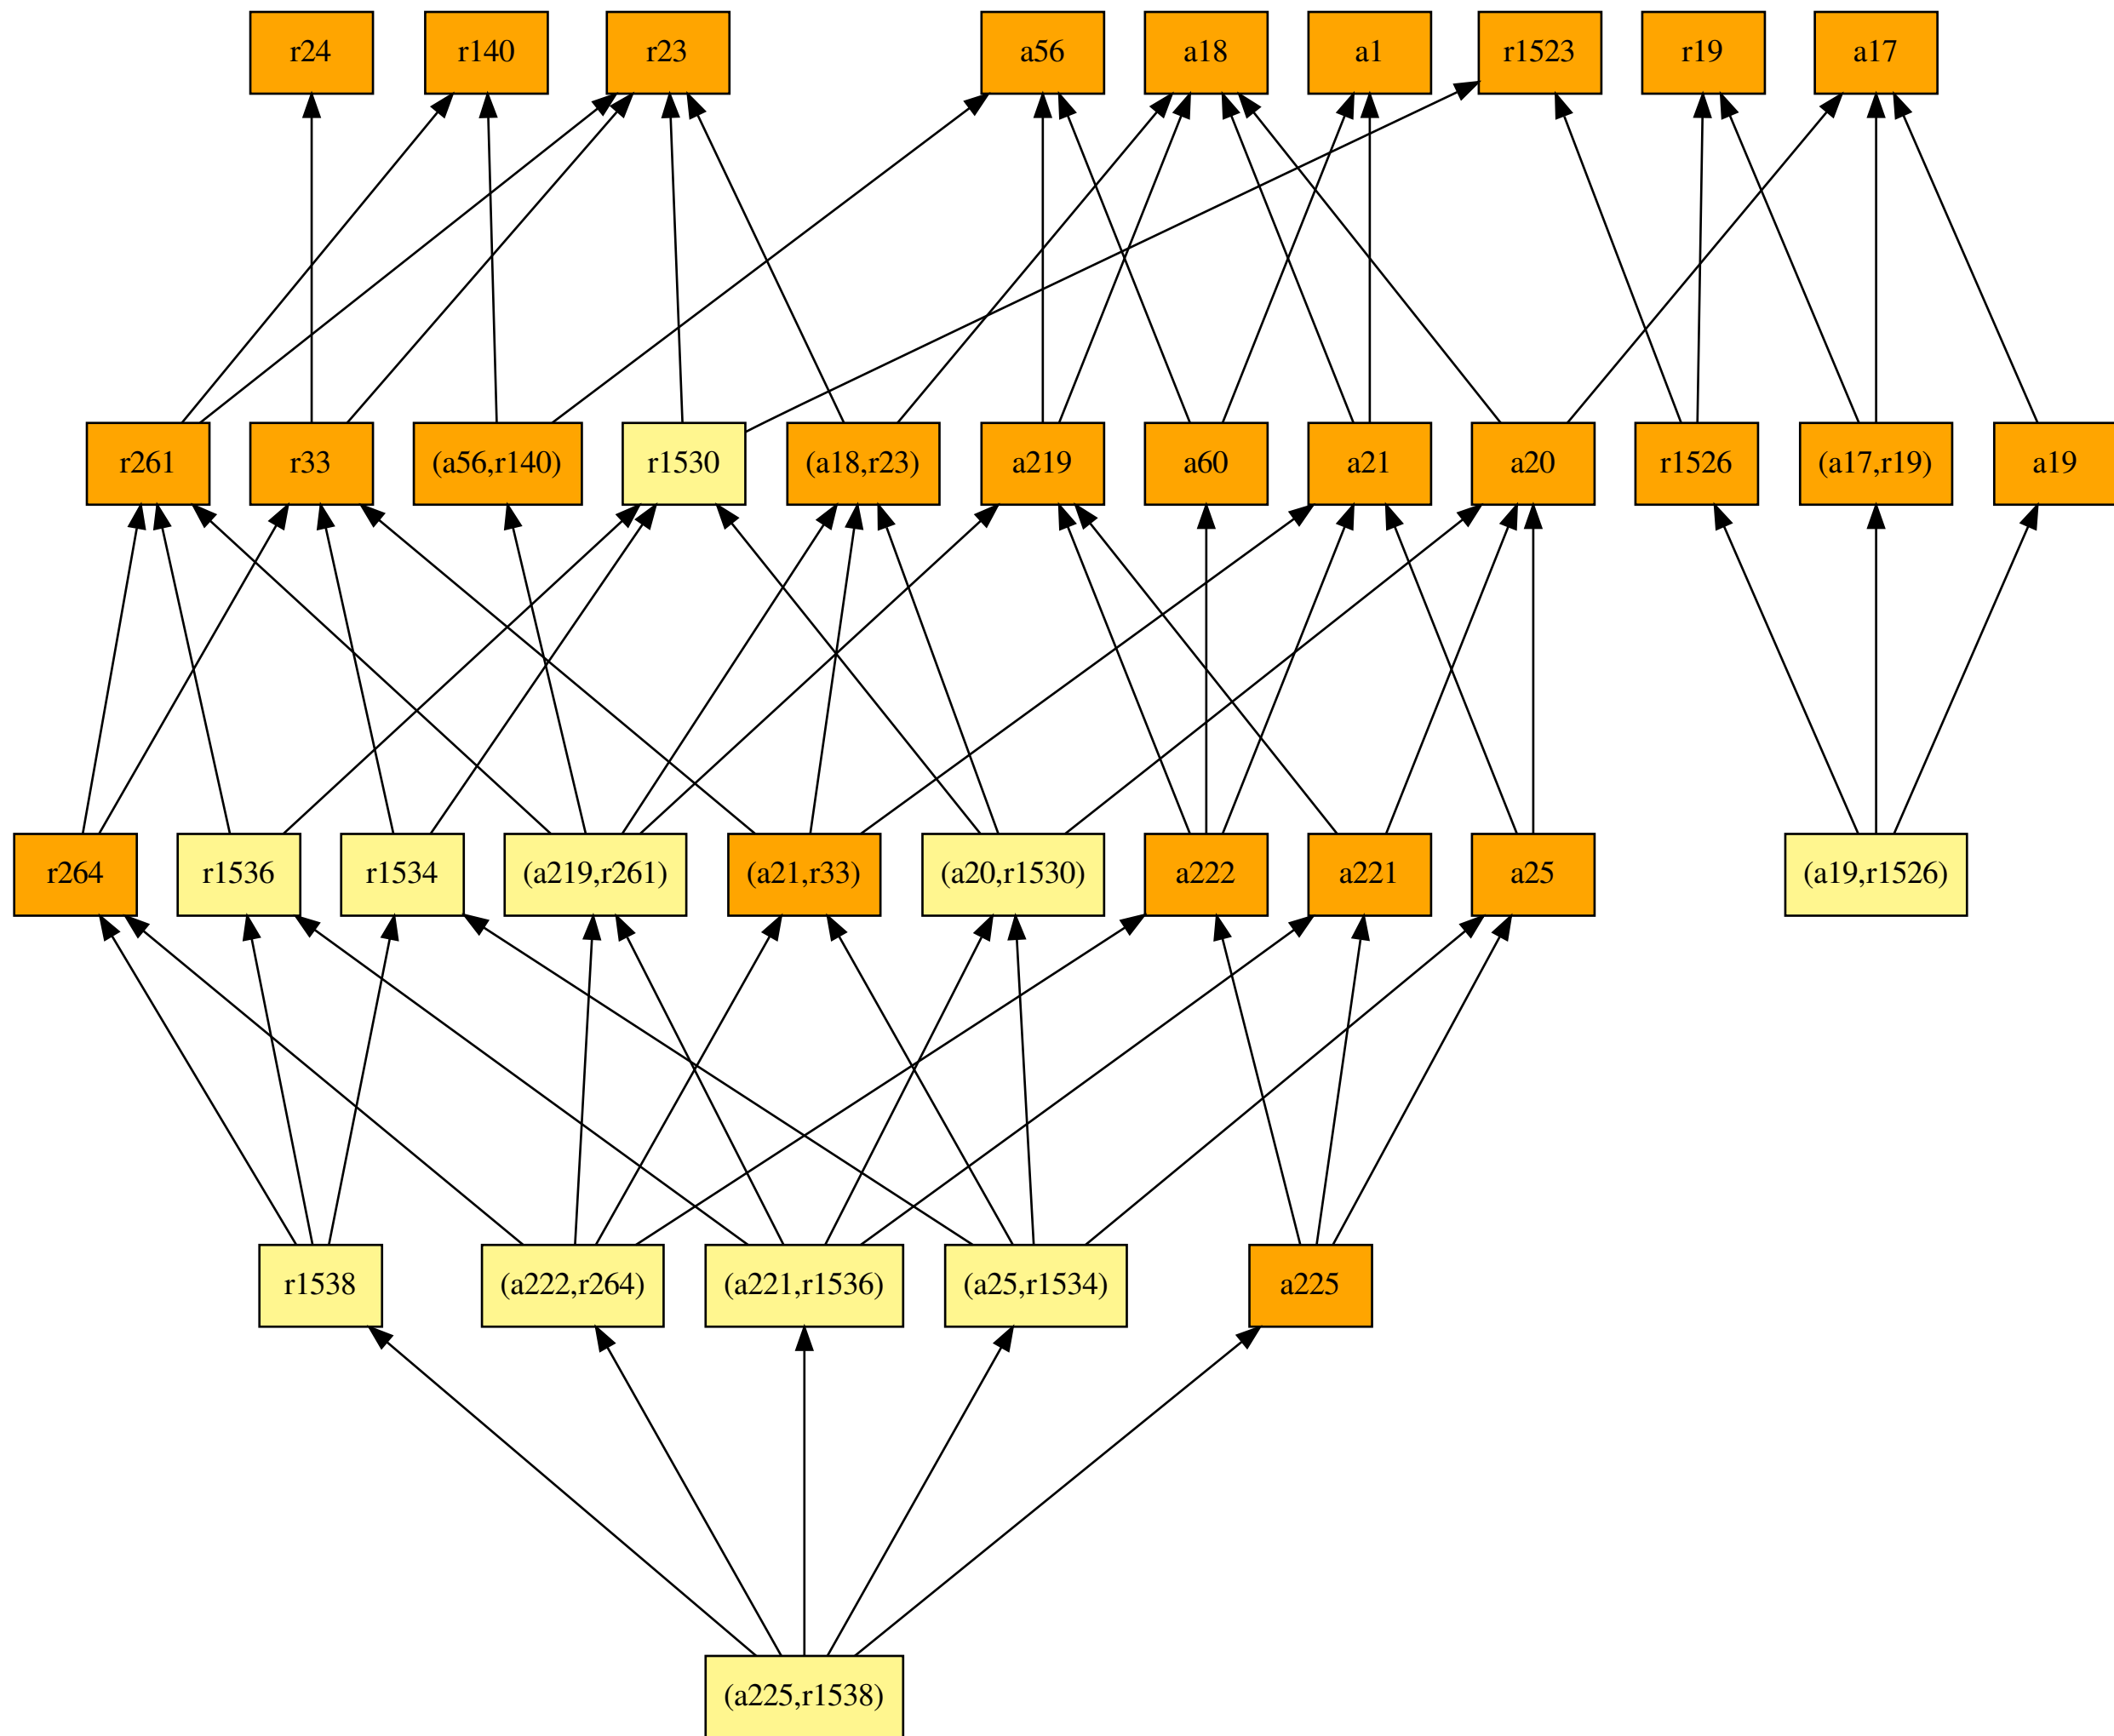 r24 r140 r23 a56 a18 a1 r1523 r19 a17
r261 r33 (a56,r140) r1530 (a18,r23) a219 a60 a21 a20 r1526 (a17,r19) a19
r264 r1536 r1534 (a219,r261) (a21,r33) (a20,r1530) a222 a221 a25 (a19,r1526)
r1538 (a222,r264) (a221,r1536) (a25,r1534) a225
(a225,r1538)